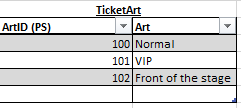 TicketArt
ArtID (PS) Art
100 Normal
101 VIP
102 Front of the stage